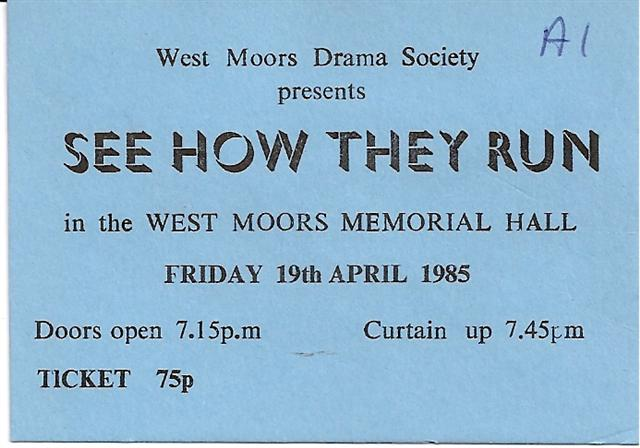 A1
West Moors Drama Society
presents
SEE HOW THEY RUN
in the WEST MOORS MEMORIAL HALL
FRIDAY 19th APRIL 1985
Doors open 7.15p.m Curtain up 7.45pm
TICKET 75p